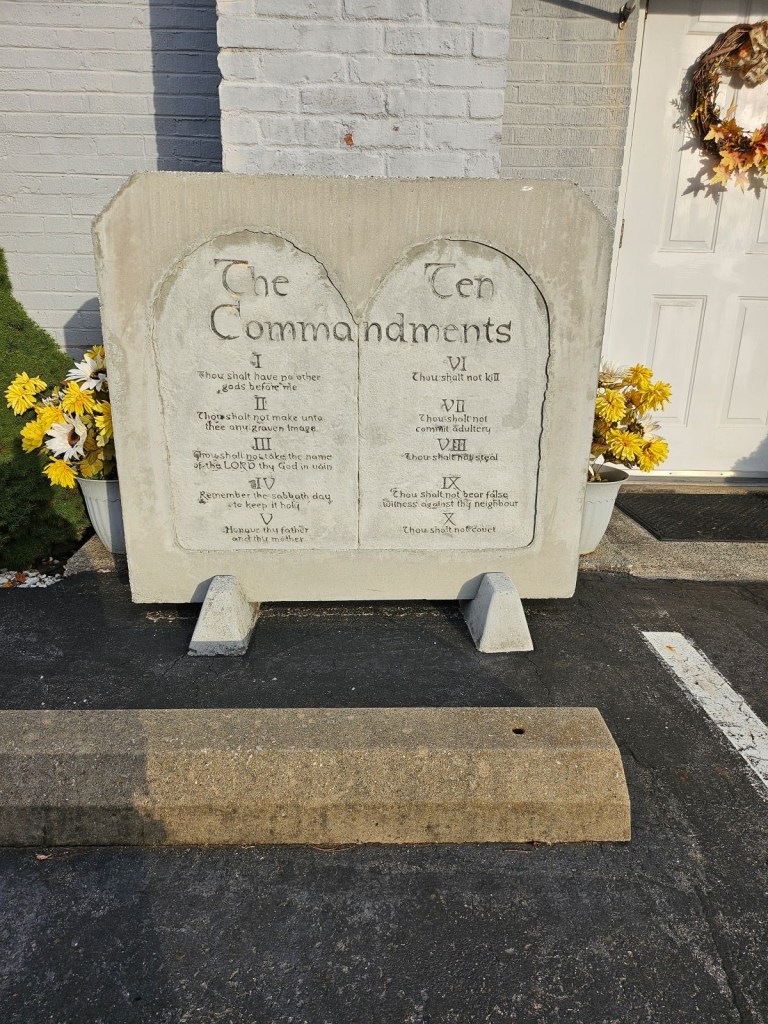 The Ten
Commandments
I
Thou shalt have no other
gods before me
II
Thou shalt not make unto
thee any graven image
III
Thou shalt not take the name
of the LORD thy God in vain
IV
Remember the sabbath day
to keep it holy
V
Honour thy father
and thy mother
VI
Thou shalt not kill
VII
Thou shalt not
commit adultery
VIII
Thou shalt not steal
IX
Thou shalt not bear false
witness against thy neighbour
X
Thou shalt not covet